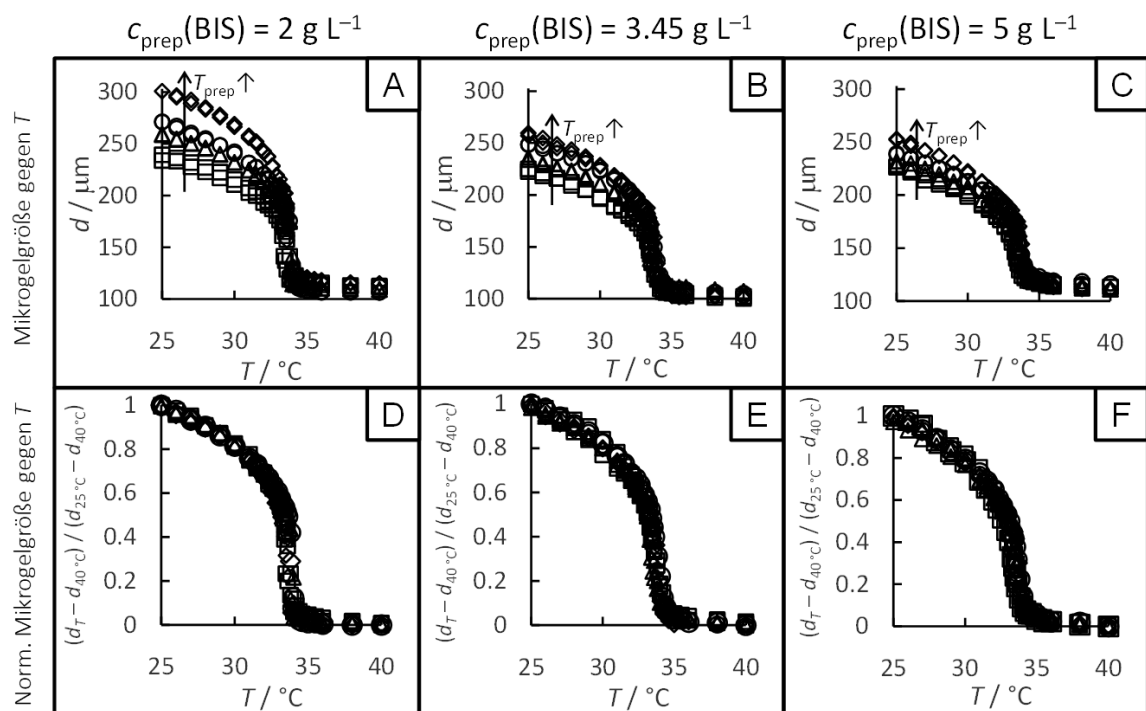 c_prep(BIS) = 2 g L⁻¹
c_prep(BIS) = 3.45 g L⁻¹
c_prep(BIS) = 5 g L⁻¹
Mikrogelgröße gegen T
A
T_prep ↑
300
250
200
150
100
d / µm
25 30 35 40
T / °C
B
T_prep ↑
300
250
200
150
100
d / µm
25 30 35 40
T / °C
C
T_prep ↑
300
250
200
150
100
d / µm
25 30 35 40
T / °C
Norm. Mikrogelgröße gegen T
D
1
0.8
0.6
0.4
0.2
0
(d_T – d_40 °C) / (d_25 °C – d_40 °C)
25 30 35 40
T / °C
E
1
0.8
0.6
0.4
0.2
0
(d_T – d_40 °C) / (d_25 °C – d_40 °C)
25 30 35 40
T / °C
F
1
0.8
0.6
0.4
0.2
0
(d_T – d_40 °C) / (d_25 °C – d_40 °C)
25 30 35 40
T / °C